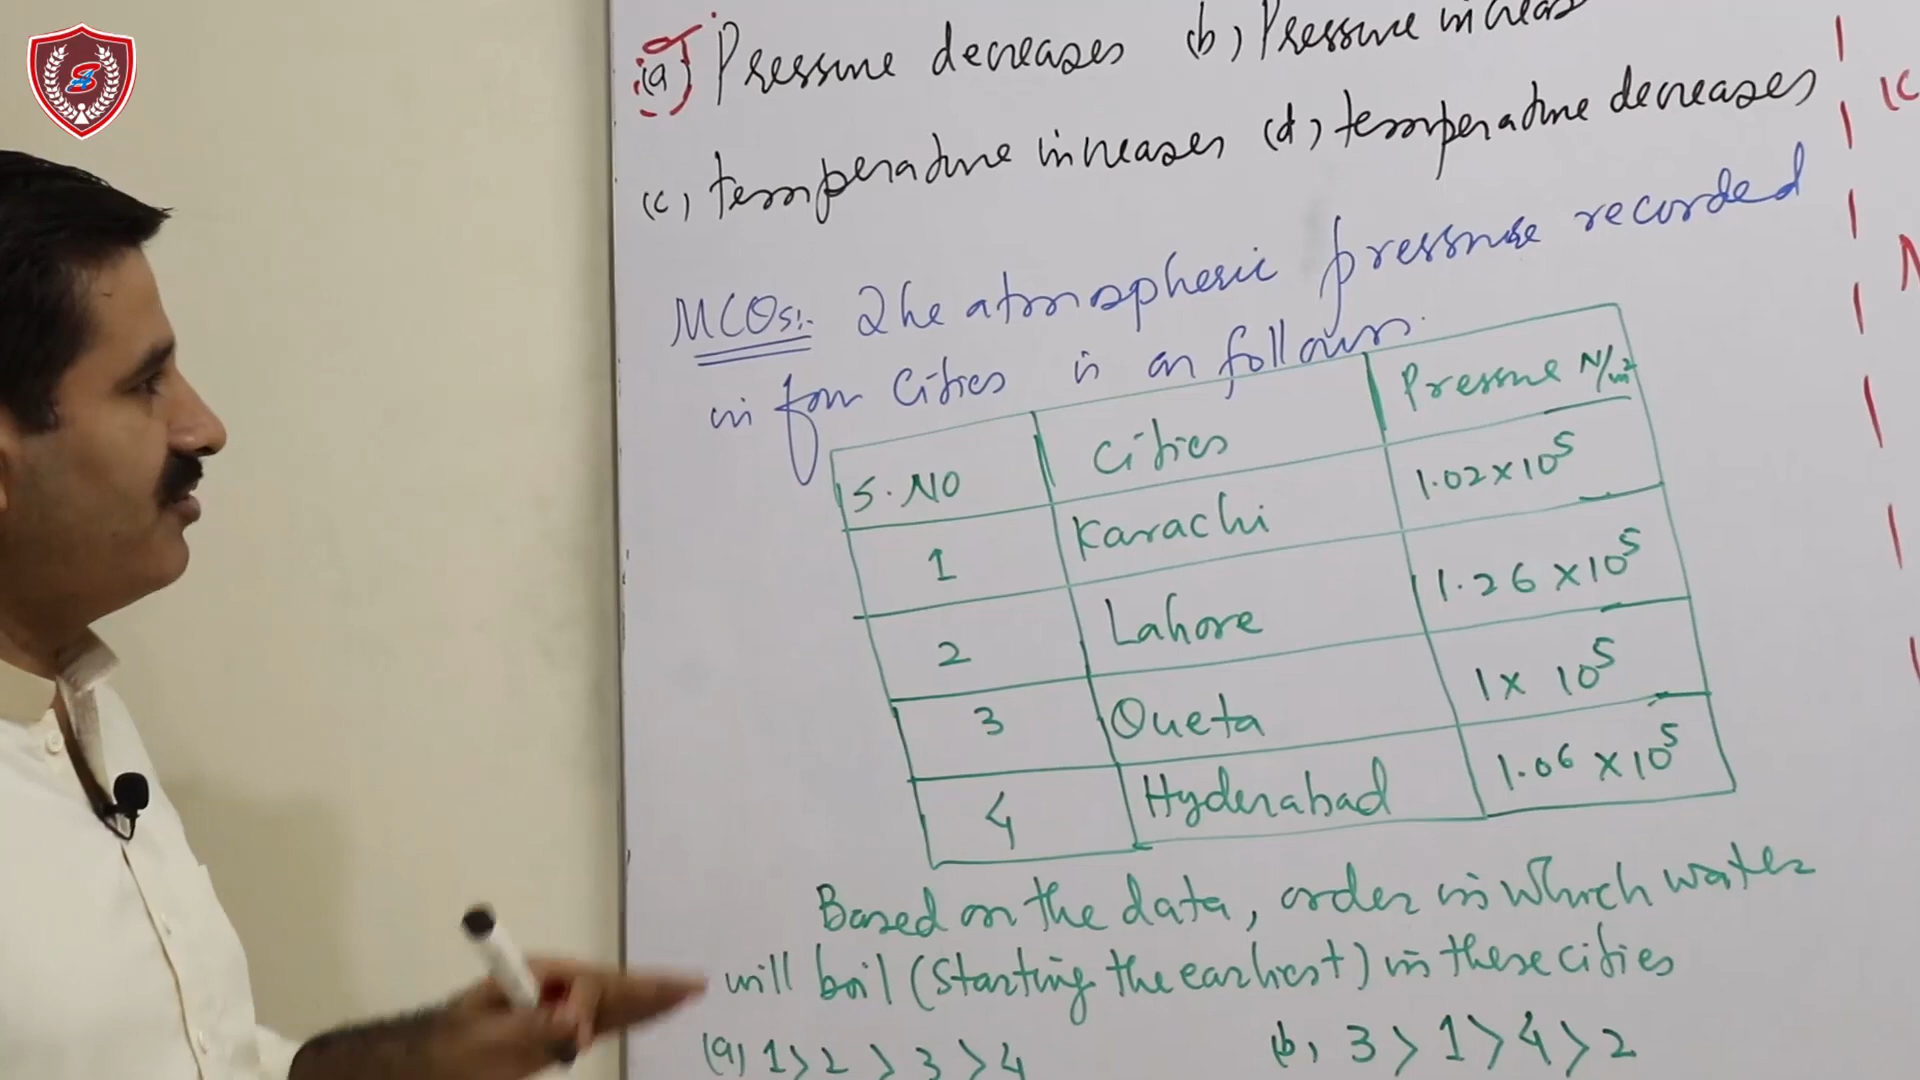 (a) Pressure decreases (b) Pressure increas
(c) temperature increases (d) temperature decreases
MCQs:- The atmospheric pressure recorded
in four Cities is as follows.
S.NO Cities Pressure N/m²
1 Karachi 1.02×10⁵
2 Lahore 1.26×10⁵
3 Queta 1×10⁵
4 Hyderabad 1.06×10⁵
Based on the data, order in which water
will boil (Starting the earliest) in these cities
(a) 1>2>3>4 (b) 3>1>4>2